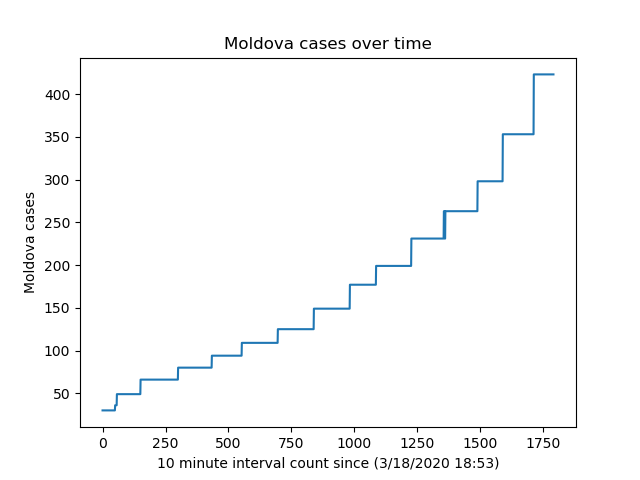 Moldova cases over time
400
350
300
250
200
150
100
50
Moldova cases
0 250 500 750 1000 1250 1500 1750
10 minute interval count since (3/18/2020 18:53)